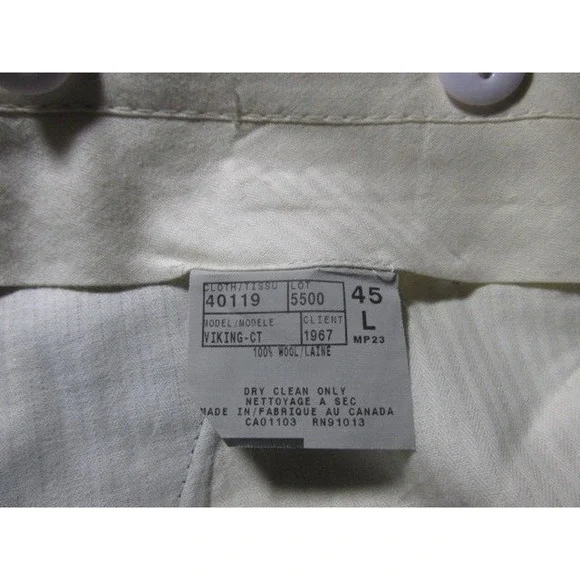 CLOTH/TISSU LOT 45
40119 5500 L
MODEL/MODELE CLIENT MP23
VIKING-CT 1967
100% WOOL/LAINE
DRY CLEAN ONLY
NETTOYAGE A SEC
MADE IN/FABRIQUE AU CANADA
CA01103 RN91013